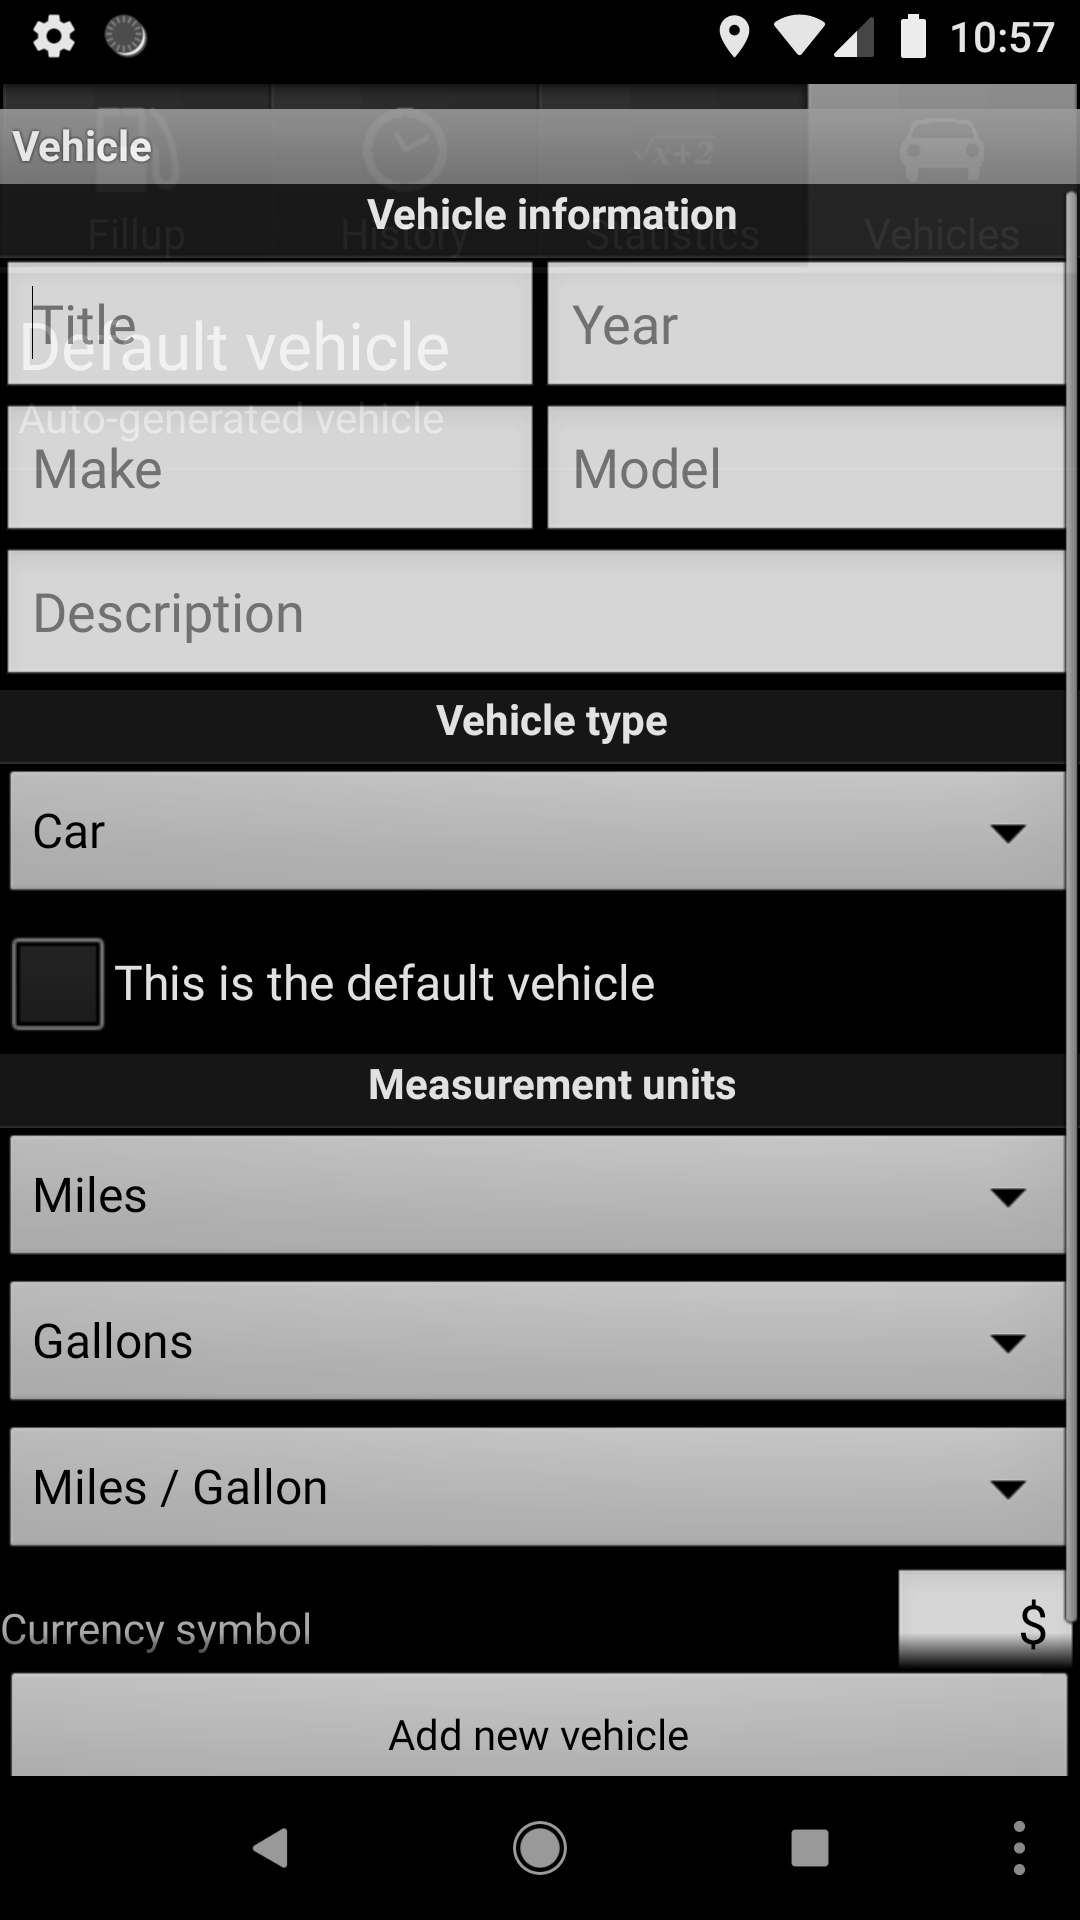 10:57
Vehicle
√x+2
Fillup
History
Statistics
Vehicles
Vehicle information
Title
Year
Default vehicle
Auto-generated vehicle
Make
Model
Description
Vehicle type
Car
This is the default vehicle
Measurement units
Miles
Gallons
Miles / Gallon
Currency symbol
$
Add new vehicle